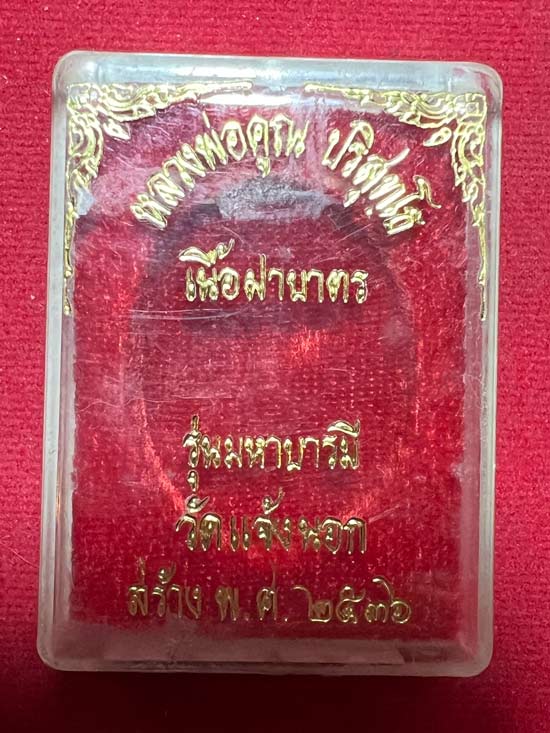 หลวงพ่อคูณ ปริสุทโธ
เนื้อฝาบาตร
รุ่นมหาบารมี
วัดแจ้งนอก
สร้าง พ.ศ. ๒๕๓๖